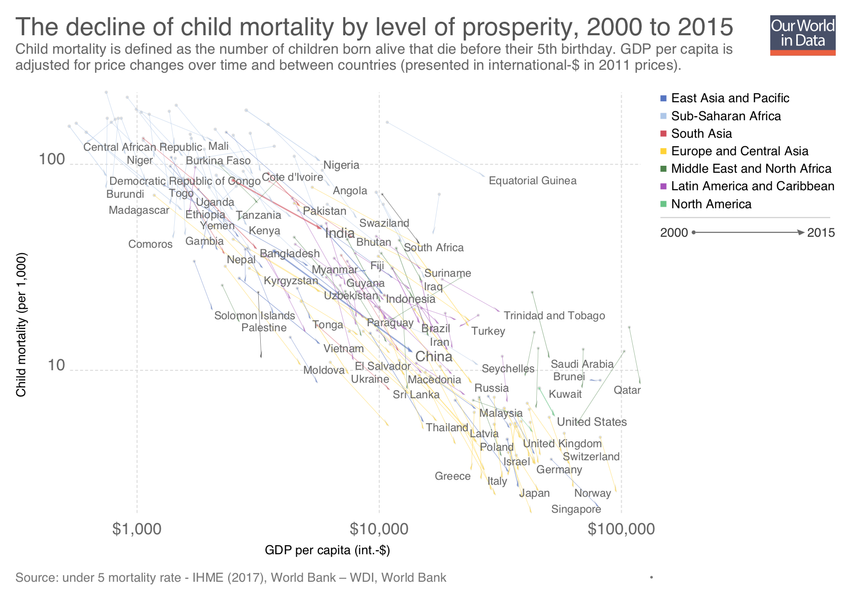 The decline of child mortality by level of prosperity, 2000 to 2015
Our World
in Data
Child mortality is defined as the number of children born alive that die before their 5th birthday. GDP per capita is
adjusted for price changes over time and between countries (presented in international-$ in 2011 prices).
East Asia and Pacific
Sub-Saharan Africa
South Asia
Europe and Central Asia
Middle East and North Africa
Latin America and Caribbean
North America
2000
2015
Child mortality (per 1,000)
100
10
Central African Republic
Mali
Niger
Burkina Faso
Nigeria
Democratic Republic of Congo
Cote d'Ivoire
Equatorial Guinea
Burundi
Togo
Angola
Uganda
Madagascar
Ethiopia
Tanzania
Pakistan
Yemen
Kenya
Swaziland
India
Comoros
Gambia
Bhutan
South Africa
Nepal
Bangladesh
Myanmar
Fiji
Suriname
Kyrgyzstan
Guyana
Iraq
Uzbekistan
Indonesia
Solomon Islands
Trinidad and Tobago
Palestine
Tonga
Paraguay
Brazil
Turkey
Iran
Vietnam
China
Moldova
El Salvador
Seychelles
Saudi Arabia
Ukraine
Macedonia
Brunei
Sri Lanka
Russia
Kuwait
Qatar
Malaysia
United States
Thailand
Latvia
Poland
United Kingdom
Israel
Switzerland
Germany
Greece
Italy
Japan
Norway
Singapore
$1,000
$10,000
$100,000
GDP per capita (int.-$)
Source: under 5 mortality rate - IHME (2017), World Bank – WDI, World Bank